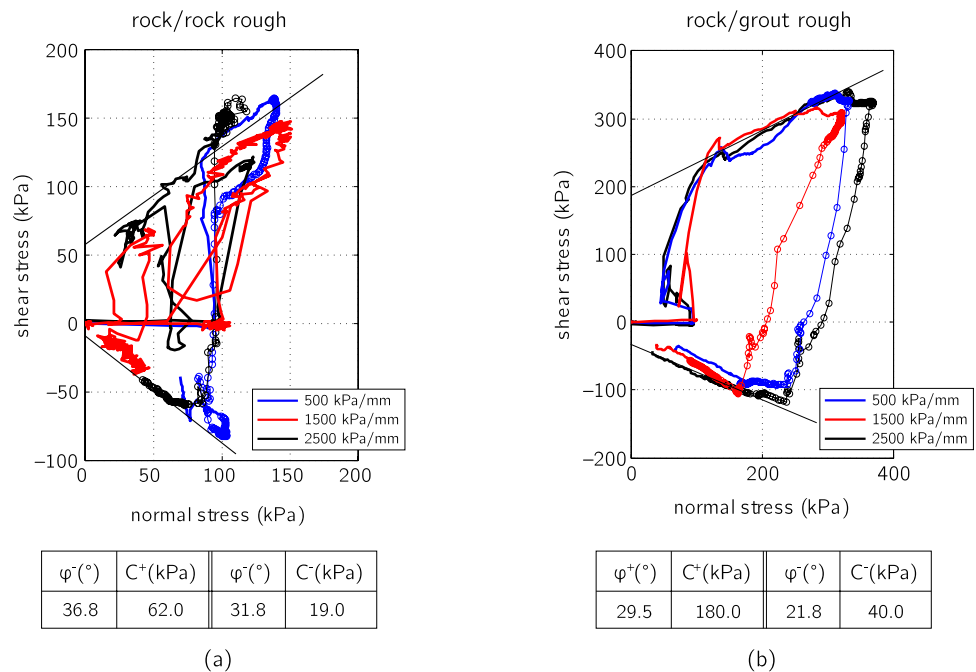 rock/rock rough
200
150
100
50
0
−50
−100
shear stress (kPa)
0 50 100 150 200
normal stress (kPa)
500 kPa/mm
1500 kPa/mm
2500 kPa/mm
φ⁻(°) C⁺(kPa) φ⁻(°) C⁻(kPa)
36.8 62.0 31.8 19.0
(a)
rock/grout rough
400
300
200
100
0
−100
−200
shear stress (kPa)
0 200 400
normal stress (kPa)
500 kPa/mm
1500 kPa/mm
2500 kPa/mm
φ⁺(°) C⁺(kPa) φ⁻(°) C⁻(kPa)
29.5 180.0 21.8 40.0
(b)